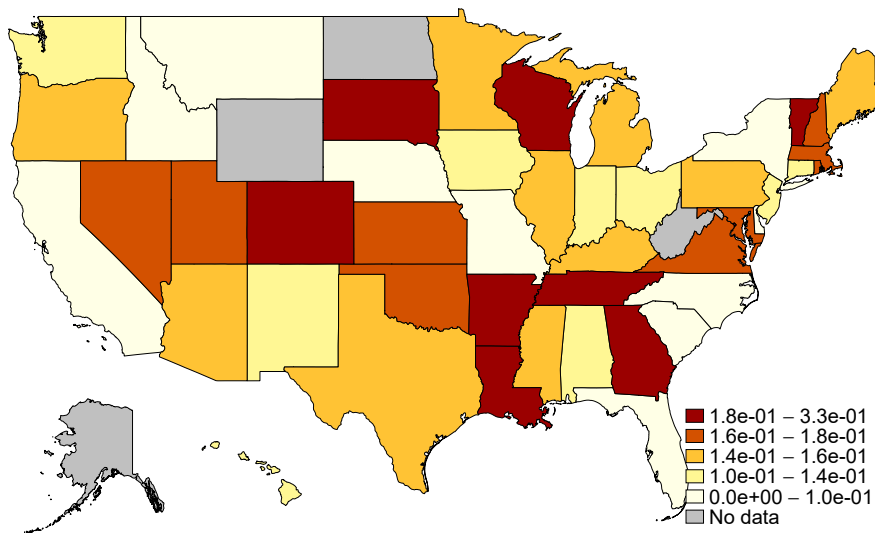 1.8e-01 – 3.3e-01
1.6e-01 – 1.8e-01
1.4e-01 – 1.6e-01
1.0e-01 – 1.4e-01
0.0e+00 – 1.0e-01
No data